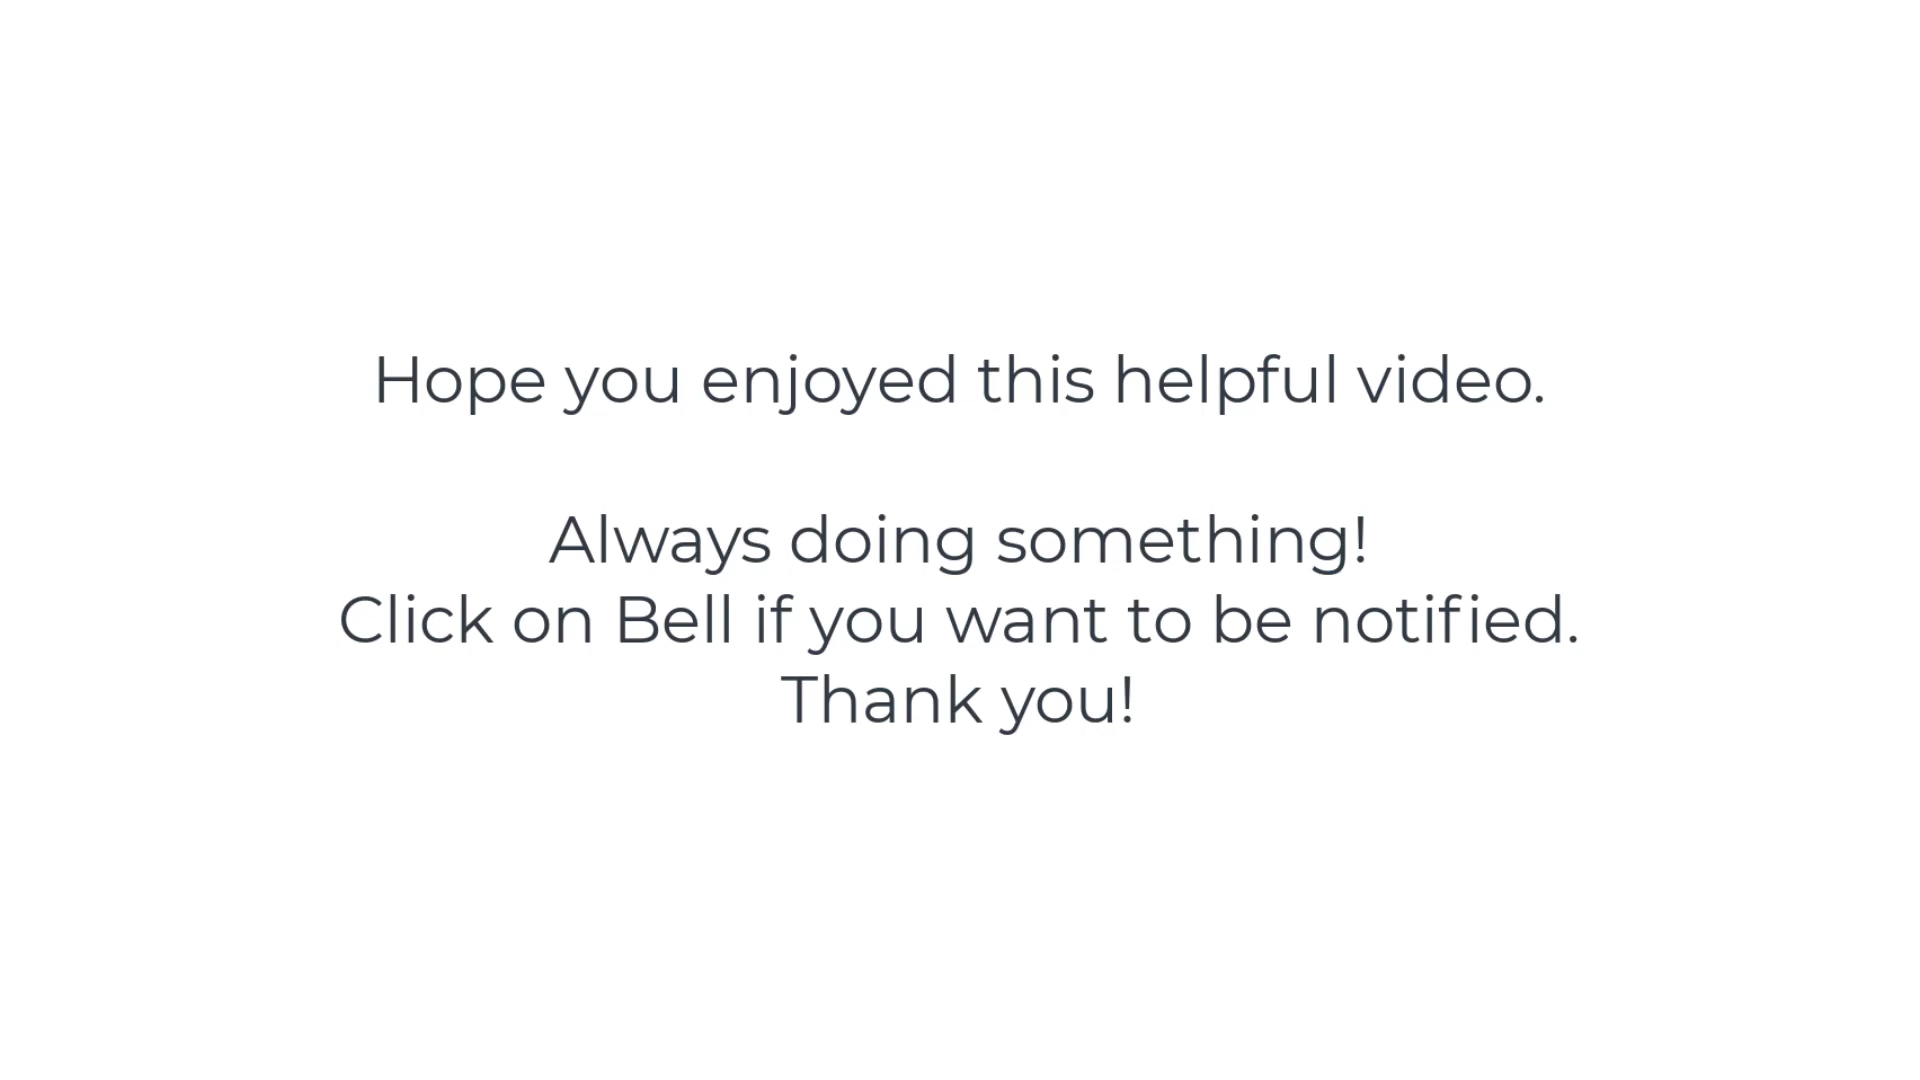 Hope you enjoyed this helpful video.
Always doing something!
Click on Bell if you want to be notified.
Thank you!